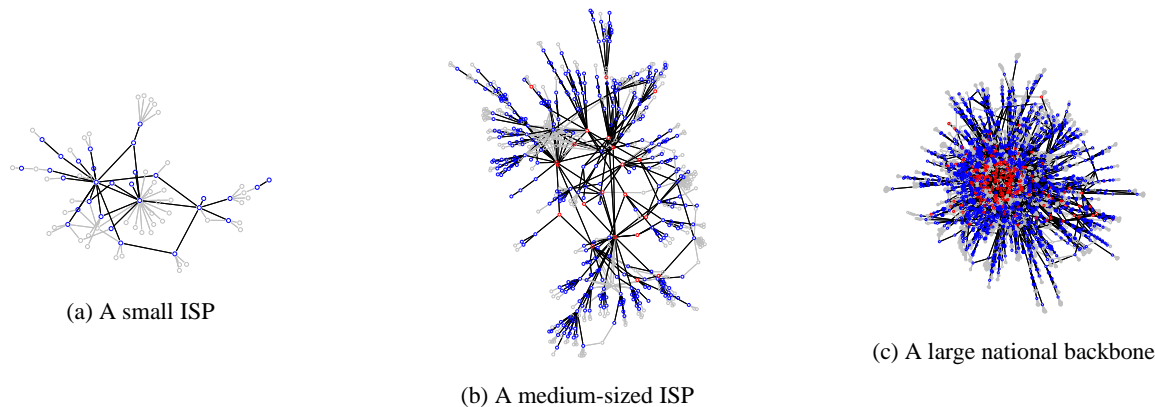 (a) A small ISP
(b) A medium-sized ISP
(c) A large national backbone